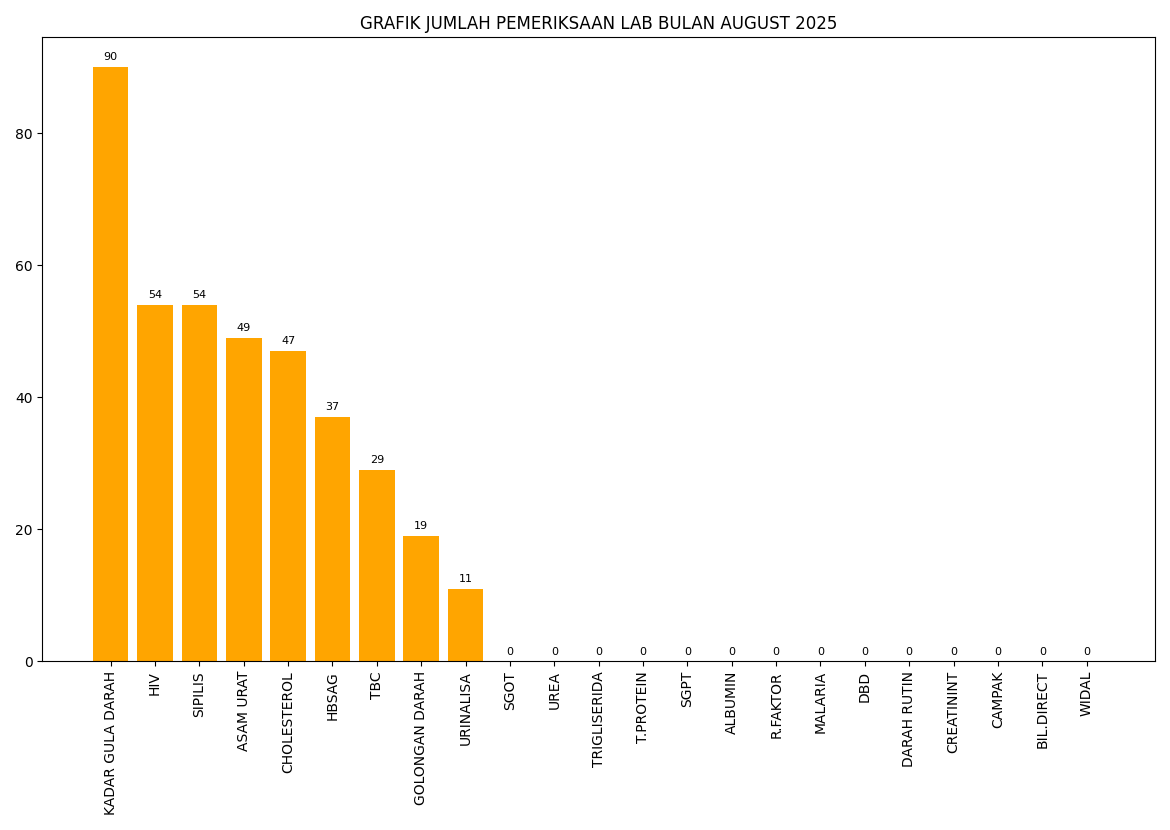 GRAFIK JUMLAH PEMERIKSAAN LAB BULAN AUGUST 2025
90
54
54
49
47
37
29
19
11
0
0
0
0
0
0
0
0
0
0
0
0
0
0
80
60
40
20
0
KADAR GULA DARAH
HIV
SIPILIS
ASAM URAT
CHOLESTEROL
HBSAG
TBC
GOLONGAN DARAH
URINALISA
SGOT
UREA
TRIGLISERIDA
T.PROTEIN
SGPT
ALBUMIN
R.FAKTOR
MALARIA
DBD
DARAH RUTIN
CREATININT
CAMPAK
BIL.DIRECT
WIDAL